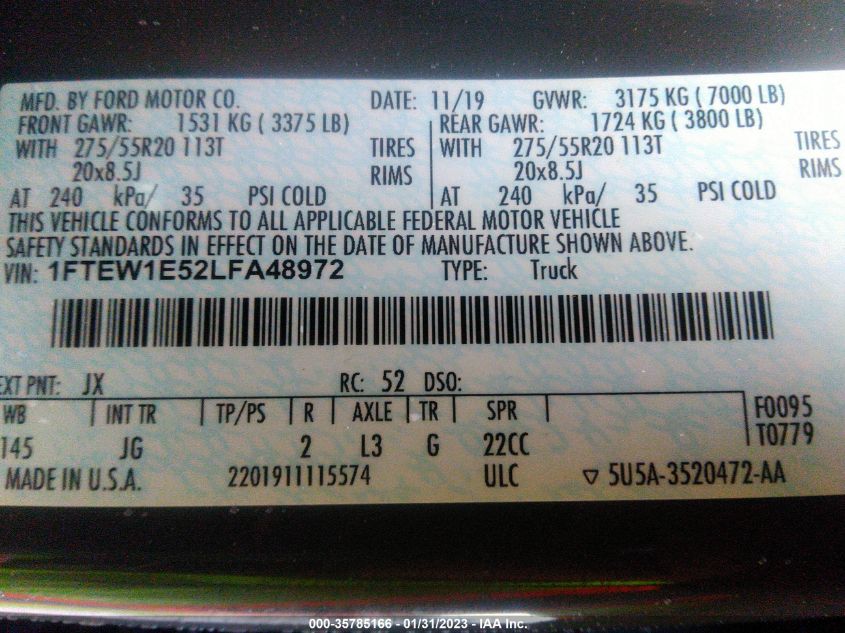 MFD. BY FORD MOTOR CO. DATE: 11/19 GVWR: 3175 KG ( 7000 LB)
FRONT GAWR: 1531 KG ( 3375 LB) REAR GAWR: 1724 KG ( 3800 LB)
WITH 275/55R20 113T TIRES WITH 275/55R20 113T TIRES
20x8.5J RIMS 20x8.5J RIMS
AT 240 kPa/ 35 PSI COLD AT 240 kPa/ 35 PSI COLD
THIS VEHICLE CONFORMS TO ALL APPLICABLE FEDERAL MOTOR VEHICLE
SAFETY STANDARDS IN EFFECT ON THE DATE OF MANUFACTURE SHOWN ABOVE.
VIN: 1FTEW1E52LFA48972 TYPE: Truck
EXT PNT: JX RC: 52 DSO:
WB INT TR TP/PS R AXLE TR SPR F0095
145 JG 2 L3 G 22CC T0779
MADE IN U.S.A. 2201911115574 ULC ▽ 5U5A-3520472-AA
000-35785166 - 01/31/2023 - IAA Inc.